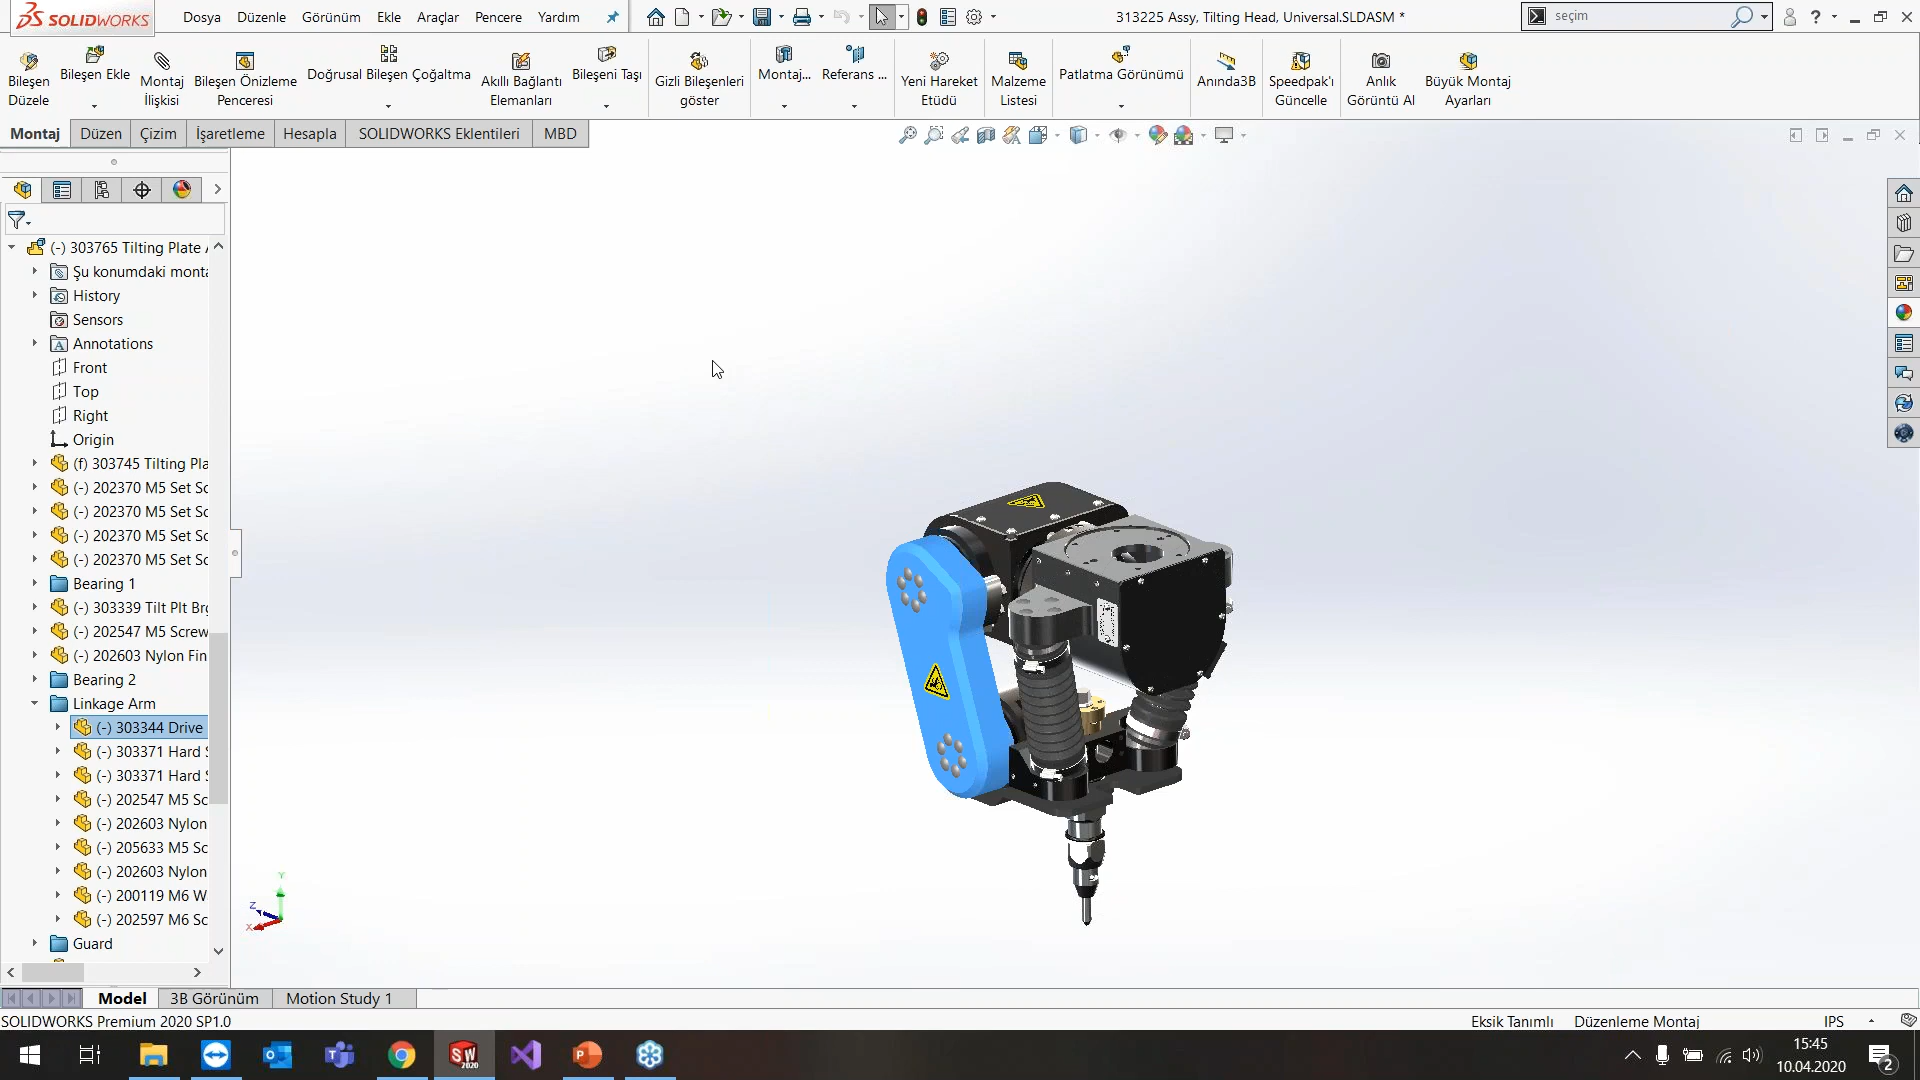 SOLIDWORKS
Dosya Düzenle Görünüm Ekle Araçlar Pencere Yardım
313225 Assy, Tilting Head, Universal.SLDASM *
seçim
Bileşen Düzele
Bileşen Ekle
Montaj İlişkisi
Bileşen Önizleme Penceresi
Doğrusal Bileşen Çoğaltma
Akıllı Bağlantı Elemanları
Bileşeni Taşı
Gizli Bileşenleri göster
Montaj...
Referans ...
Yeni Hareket Etüdü
Malzeme Listesi
Patlatma Görünümü
Anında3B
Speedpak'ı Güncelle
Anlık Görüntü Al
Büyük Montaj Ayarları
Montaj Düzen Çizim İşaretleme Hesapla SOLIDWORKS Eklentileri MBD
(-) 303765 Tilting Plate
Şu konumdaki monta
History
Sensors
Annotations
Front
Top
Right
Origin
(f) 303745 Tilting Pla
(-) 202370 M5 Set Sc
(-) 202370 M5 Set Sc
(-) 202370 M5 Set Sc
(-) 202370 M5 Set Sc
Bearing 1
(-) 303339 Tilt Plt Brg
(-) 202547 M5 Screw
(-) 202603 Nylon Fin
Bearing 2
Linkage Arm
(-) 303344 Drive
(-) 303371 Hard S
(-) 303371 Hard S
(-) 202547 M5 Sc
(-) 202603 Nylon
(-) 205633 M5 Sc
(-) 202603 Nylon
(-) 200119 M6 W
(-) 202597 M6 Sc
Guard
Y
Z
X
Model 3B Görünüm Motion Study 1
SOLIDWORKS Premium 2020 SP1.0
Eksik Tanımlı Düzenleme Montaj IPS
SW 2020
15:45
10.04.2020
2